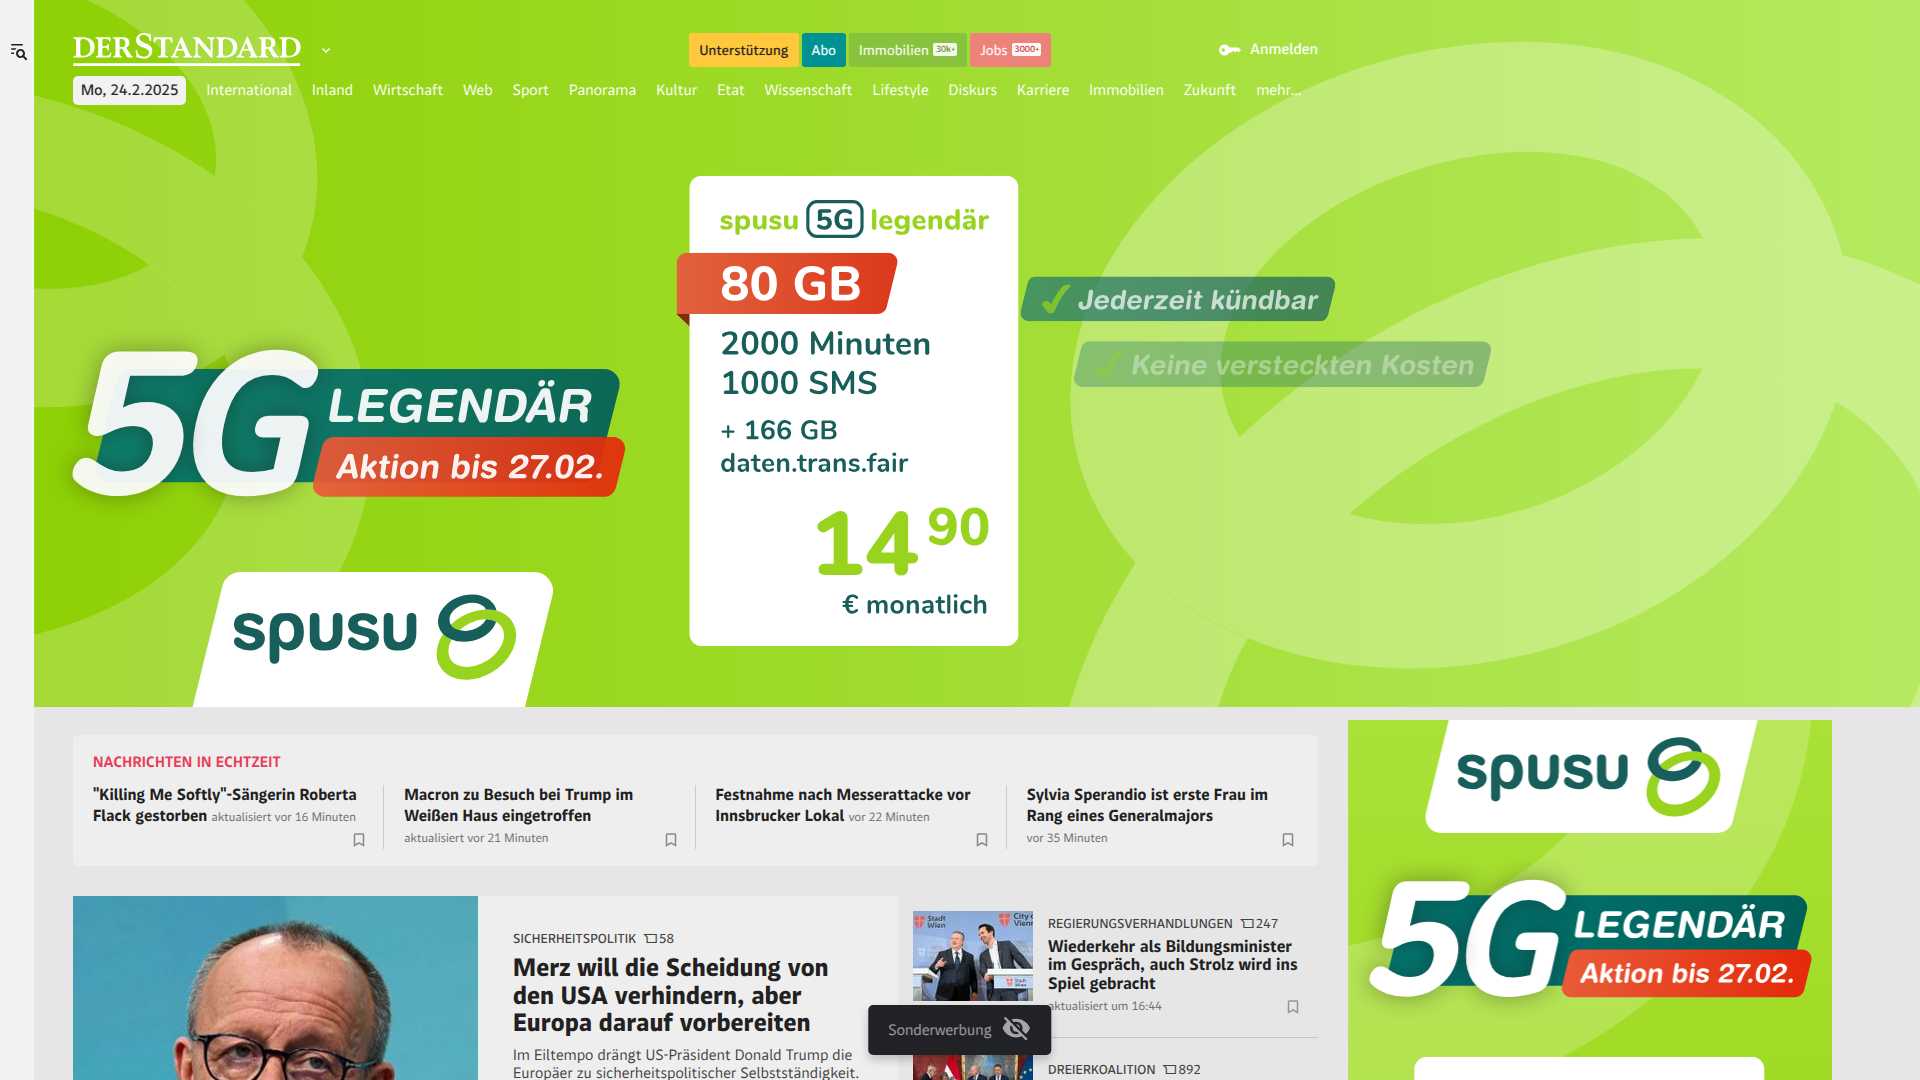 DERSTANDARD
Unterstützung
Abo
Immobilien 30k+
Jobs 3000+
Anmelden
Mo, 24.2.2025
International
Inland
Wirtschaft
Web
Sport
Panorama
Kultur
Etat
Wissenschaft
Lifestyle
Diskurs
Karriere
Immobilien
Zukunft
mehr...
spusu 5G legendär
80 GB
2000 Minuten
1000 SMS
+ 166 GB
daten.trans.fair
14 90
€ monatlich
Jederzeit kündbar
Keine versteckten Kosten
5G LEGENDÄR
Aktion bis 27.02.
spusu
NACHRICHTEN IN ECHTZEIT
"Killing Me Softly"-Sängerin Roberta
Flack gestorben aktualisiert vor 16 Minuten
Macron zu Besuch bei Trump im
Weißen Haus eingetroffen
aktualisiert vor 21 Minuten
Festnahme nach Messerattacke vor
Innsbrucker Lokal vor 22 Minuten
Sylvia Sperandio ist erste Frau im
Rang eines Generalmajors
vor 35 Minuten
SICHERHEITSPOLITIK 58
Merz will die Scheidung von
den USA verhindern, aber
Europa darauf vorbereiten
Im Eiltempo drängt US-Präsident Donald Trump die
Europäer zu sicherheitspolitischer Selbstständigkeit.
Stadt
Wien
City
Vienn
Stadt
Wien
REGIERUNGSVERHANDLUNGEN 247
Wiederkehr als Bildungsminister
im Gespräch, auch Strolz wird ins
Spiel gebracht
aktualisiert um 16:44
DREIERKOALITION 892
Sonderwerbung
spusu
5G LEGENDÄR
Aktion bis 27.02.